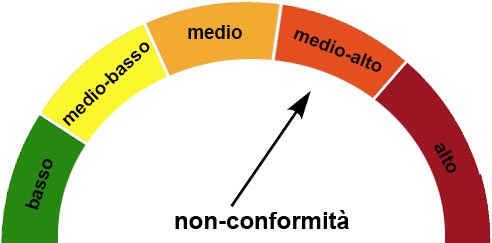 basso
medio-basso
medio
medio-alto
alto
non-conformità